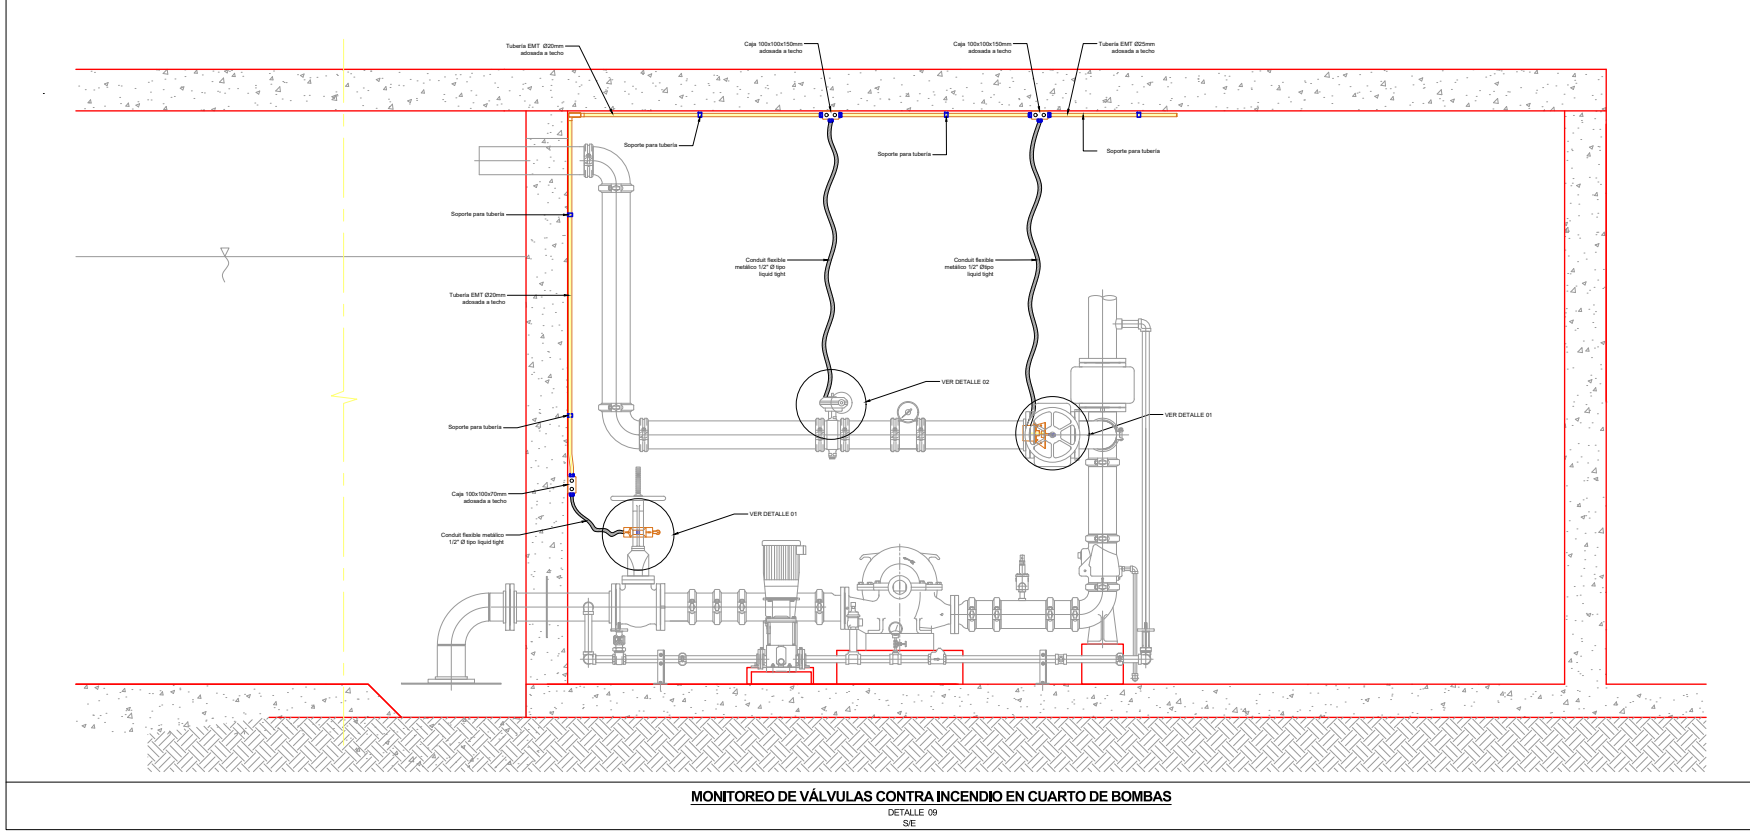 Tubería EMT Ø20mm
adosada a techo
Caja 100x100x150mm
adosada a techo
Caja 100x100x150mm
adosada a techo
Tubería EMT Ø25mm
adosada a techo
Soporte para tubería
Soporte para tubería
Soporte para tubería
Soporte para tubería
Conduit flexible
metálico 1/2" Ø tipo
liquid tight
Conduit flexible
metálico 1/2" Øtipo
liquid tight
Tubería EMT Ø20mm
adosada a techo
VER DETALLE 02
VER DETALLE 01
Soporte para tubería
Caja 100x100x70mm
adosada a techo
VER DETALLE 01
Conduit flexible metálico
1/2" Ø tipo liquid tight
MONITOREO DE VÁLVULAS CONTRA INCENDIO EN CUARTO DE BOMBAS
DETALLE 09
S/E